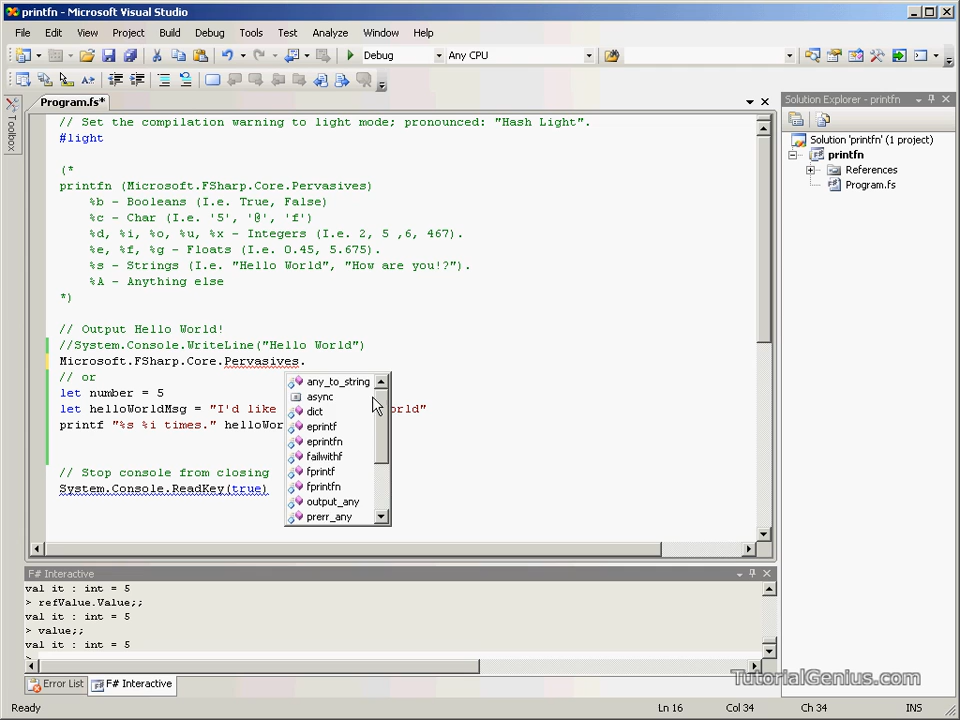 printfn - Microsoft Visual Studio
File Edit View Project Build Debug Tools Test Analyze Window Help
Debug Any CPU
Program.fs*
Toolbox
// Set the compilation warning to light mode; pronounced: "Hash Light".
#light
(*
printfn (Microsoft.FSharp.Core.Pervasives)
%b - Booleans (I.e. True, False)
%c - Char (I.e. '5', '@', 'f')
%d, %i, %o, %u, %x - Integers (I.e. 2, 5 ,6, 467).
%e, %f, %g - Floats (I.e. 0.45, 5.675).
%s - Strings (I.e. "Hello World", "How are you!?").
%A - Anything else
*)
// Output Hello World!
//System.Console.WriteLine("Hello World")
Microsoft.FSharp.Core.Pervasives.
// or
let number = 5
let helloWorldMsg = "I'd like orld"
printf "%s %i times." helloWor
// Stop console from closing
System.Console.ReadKey(true)
any_to_string
async
dict
eprintf
eprintfn
failwithf
fprintf
fprintfn
output_any
prerr_any
Solution Explorer - printfn
Solution 'printfn' (1 project)
printfn
References
Program.fs
F# Interactive
val it : int = 5
> refValue.Value;;
val it : int = 5
> value;;
val it : int = 5
>
Error List F# Interactive
TutorialGenius.com
Ready Ln 16 Col 34 Ch 34 INS